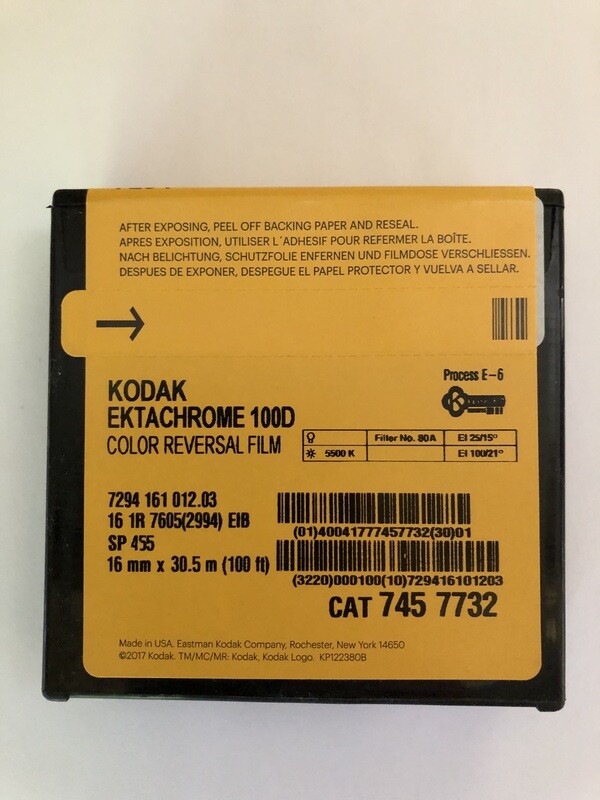 AFTER EXPOSING, PEEL OFF BACKING PAPER AND RESEAL.
APRES EXPOSITION, UTILISER L´ADHESIF POUR REFERMER LA BOÎTE.
NACH BELICHTUNG, SCHUTZFOLIE ENFERNEN UND FILMDOSE VERSCHLIESSEN.
DESPUES DE EXPONER, DESPEGUE EL PAPEL PROTECTOR Y VUELVA A SELLAR.
Process E-6
KODAK
EKTACHROME 100D
COLOR REVERSAL FILM
Filter No. 80A EI 25/15°
5500 K EI 100/21°
7294 161 012.03
16 1R 7605(2994) EIB
SP 455
16 mm x 30.5 m (100 ft)
(01)40041777457732(30)01
(3220)000100(10)729416101203
CAT 745 7732
Made in USA. Eastman Kodak Company, Rochester, New York 14650
©2017 Kodak. TM/MC/MR: Kodak, Kodak Logo. KP122380B